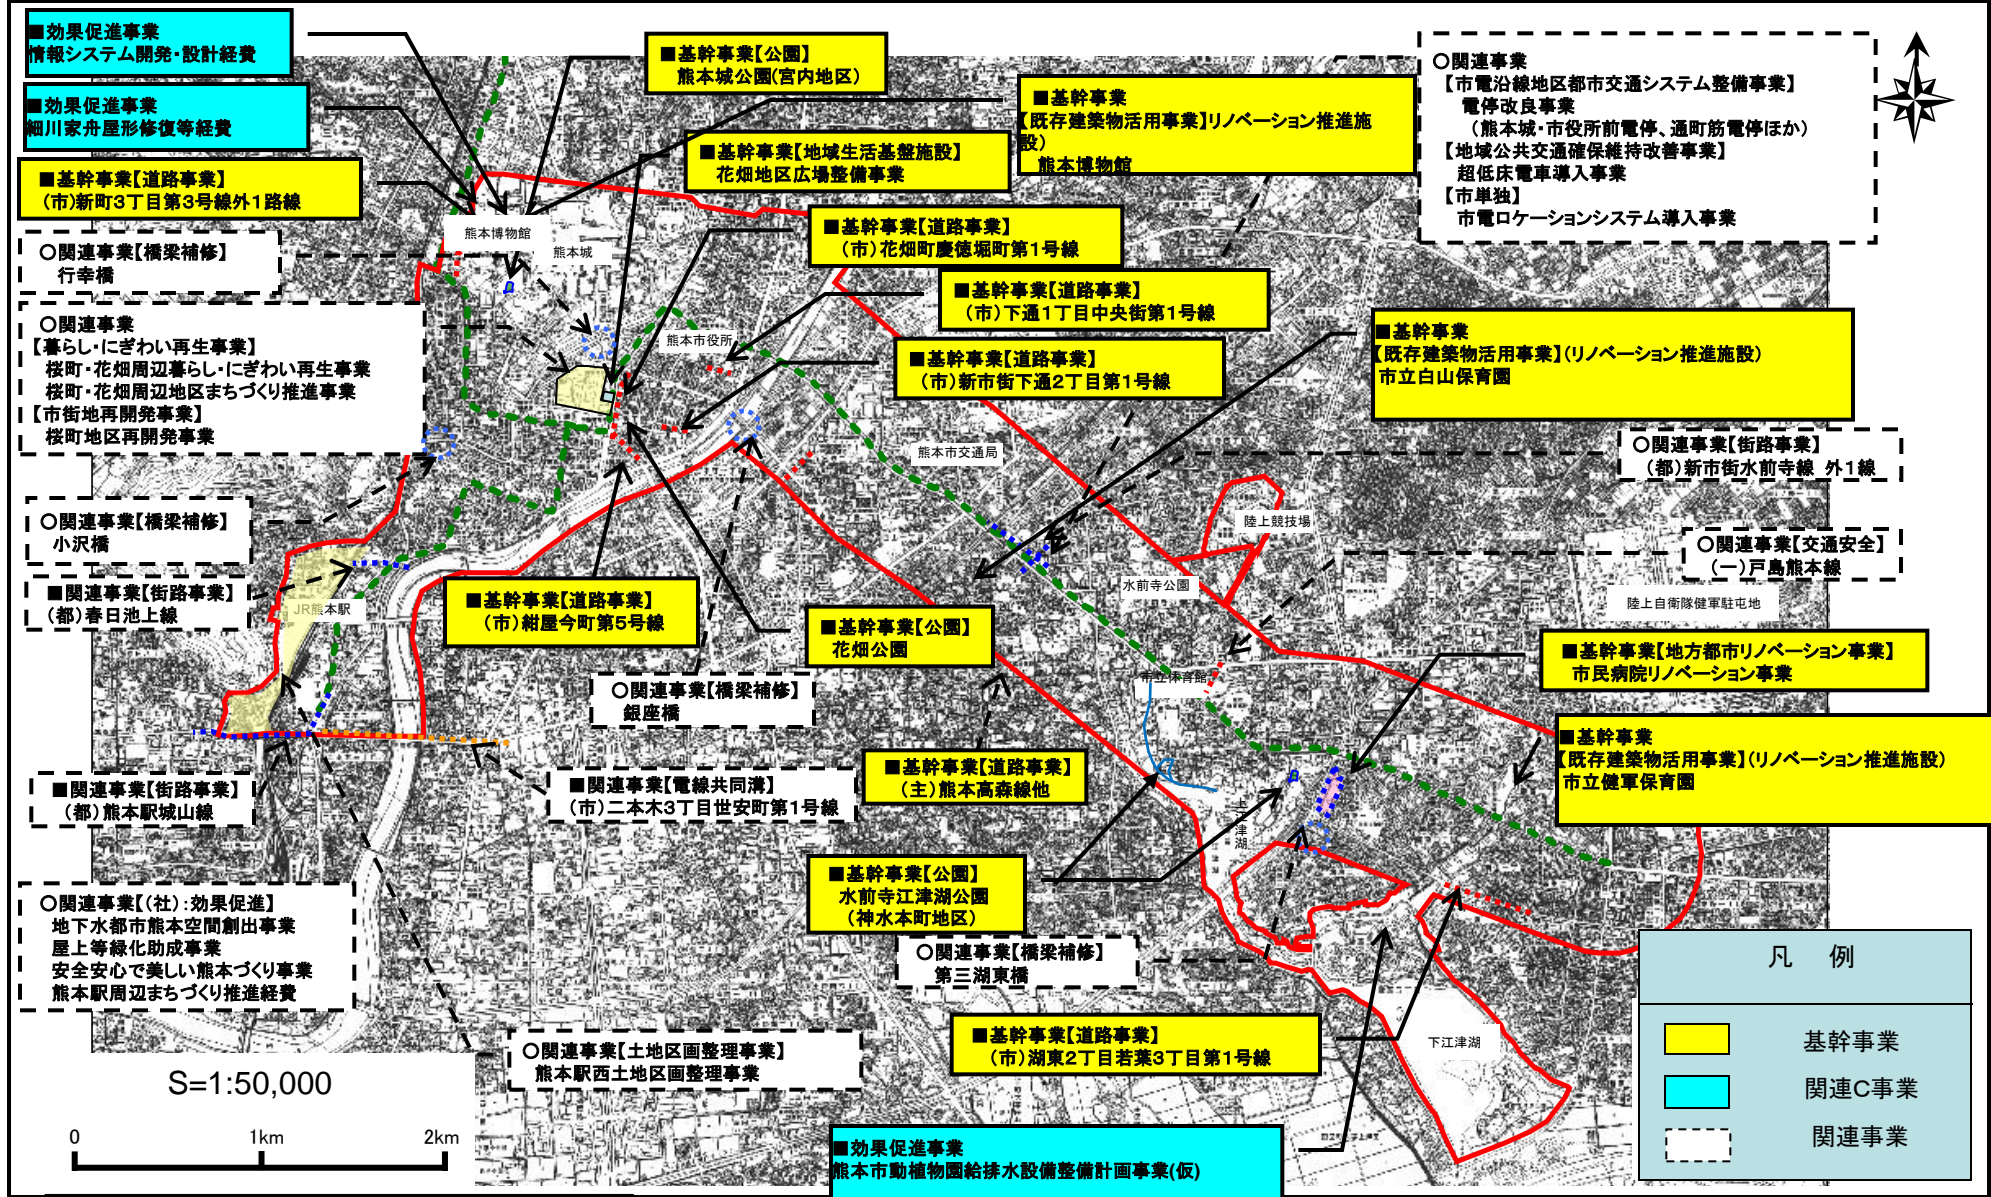 ■効果促進事業
情報システム開発・設計経費
■効果促進事業
細川家舟屋形修復等経費
■基幹事業【道路事業】
(市)新町3丁目第3号線外1路線
○関連事業【橋梁補修】
行幸橋
○関連事業
【暮らし・にぎわい再生事業】
桜町・花畑周辺暮らし・にぎわい再生事業
桜町・花畑周辺地区まちづくり推進事業
【市街地再開発事業】
桜町地区再開発事業
○関連事業【橋梁補修】
小沢橋
■関連事業【街路事業】
(都)春日池上線
■関連事業【街路事業】
(都)熊本駅城山線
○関連事業【(社):効果促進】
地下水都市熊本空間創出事業
屋上等緑化助成事業
安全安心で美しい熊本づくり事業
熊本駅周辺まちづくり推進経費
S=1:50,000
0 1km 2km
■基幹事業【公園】
熊本城公園(宮内地区)
■基幹事業【地域生活基盤施設】
花畑地区広場整備事業
■基幹事業
【既存建築物活用事業】リノベーション推進施
設)
熊本博物館
■基幹事業【道路事業】
(市)花畑町慶徳堀町第1号線
■基幹事業【道路事業】
(市)下通1丁目中央街第1号線
■基幹事業【道路事業】
(市)新市街下通2丁目第1号線
○関連事業
【市電沿線地区都市交通システム整備事業】
電停改良事業
(熊本城・市役所前電停、通町筋電停ほか)
【地域公共交通確保維持改善事業】
超低床電車導入事業
【市単独】
市電ロケーションシステム導入事業
■基幹事業
【既存建築物活用事業】(リノベーション推進施設)
市立白山保育園
○関連事業【街路事業】
(都)新市街水前寺線 外1線
○関連事業【交通安全】
(一)戸島熊本線
熊本博物館
熊本城
熊本市役所
熊本市交通局
陸上競技場
水前寺公園
陸上自衛隊健軍駐屯地
JR熊本駅
市立体育館
上江津湖
下江津湖
■基幹事業【道路事業】
(市)紺屋今町第5号線
○関連事業【橋梁補修】
銀座橋
■基幹事業【公園】
花畑公園
■関連事業【電線共同溝】
(市)二本木3丁目世安町第1号線
■基幹事業【道路事業】
(主)熊本高森線他
■基幹事業【公園】
水前寺江津湖公園
(神水本町地区)
○関連事業【橋梁補修】
第三湖東橋
○関連事業【土地区画整理事業】
熊本駅西土地区画整理事業
■基幹事業【道路事業】
(市)湖東2丁目若葉3丁目第1号線
■効果促進事業
熊本市動植物園給排水設備整備計画事業(仮)
■基幹事業【地方都市リノベーション事業】
市民病院リノベーション事業
■基幹事業
【既存建築物活用事業】(リノベーション推進施設)
市立健軍保育園
凡 例
基幹事業
関連C事業
関連事業